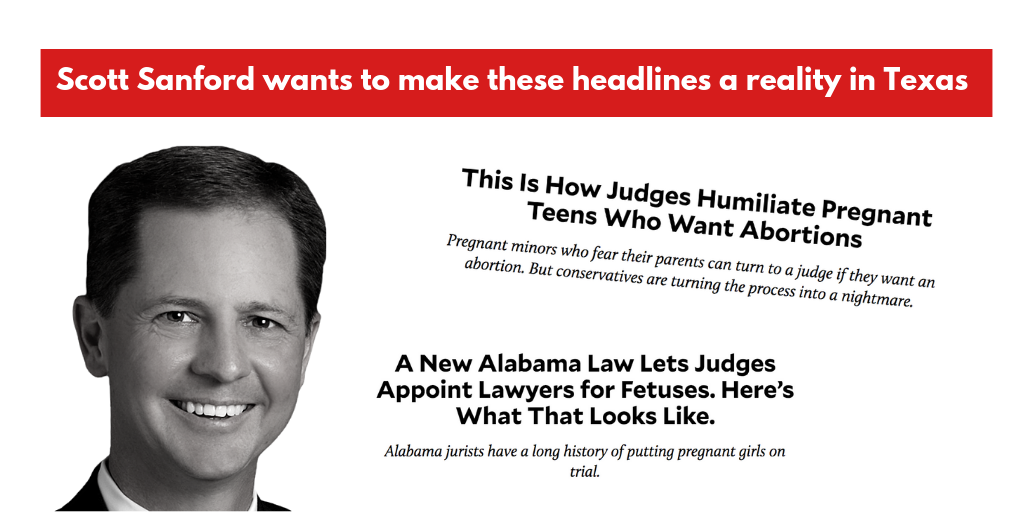 Scott Sanford wants to make these headlines a reality in Texas
This Is How Judges Humiliate Pregnant
Teens Who Want Abortions
Pregnant minors who fear their parents can turn to a judge if they want an
abortion. But conservatives are turning the process into a nightmare.
A New Alabama Law Lets Judges
Appoint Lawyers for Fetuses. Here’s
What That Looks Like.
Alabama jurists have a long history of putting pregnant girls on
trial.